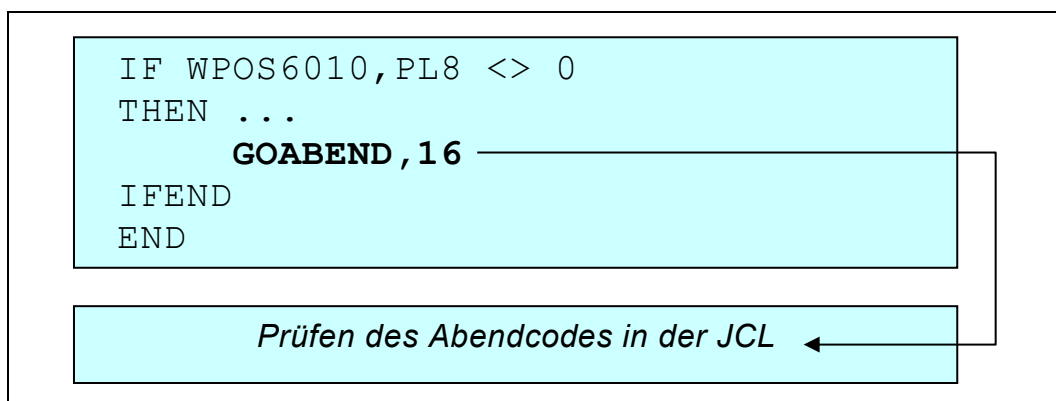 IF WPOS6010,PL8 <> 0
THEN ...
GOABEND,16
IFEND
END
Prüfen des Abendcodes in der JCL